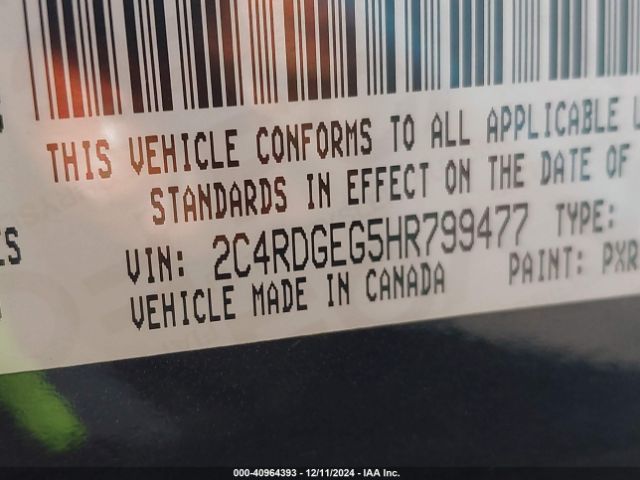 THIS VEHICLE CONFORMS TO ALL APPLICABLE
STANDARDS IN EFFECT ON THE DATE OF
VIN: 2C4RDGEG5HR799477 TYPE:
VEHICLE MADE IN CANADA PAINT: PXR
000-40964393 - 12/11/2024 - IAA Inc.